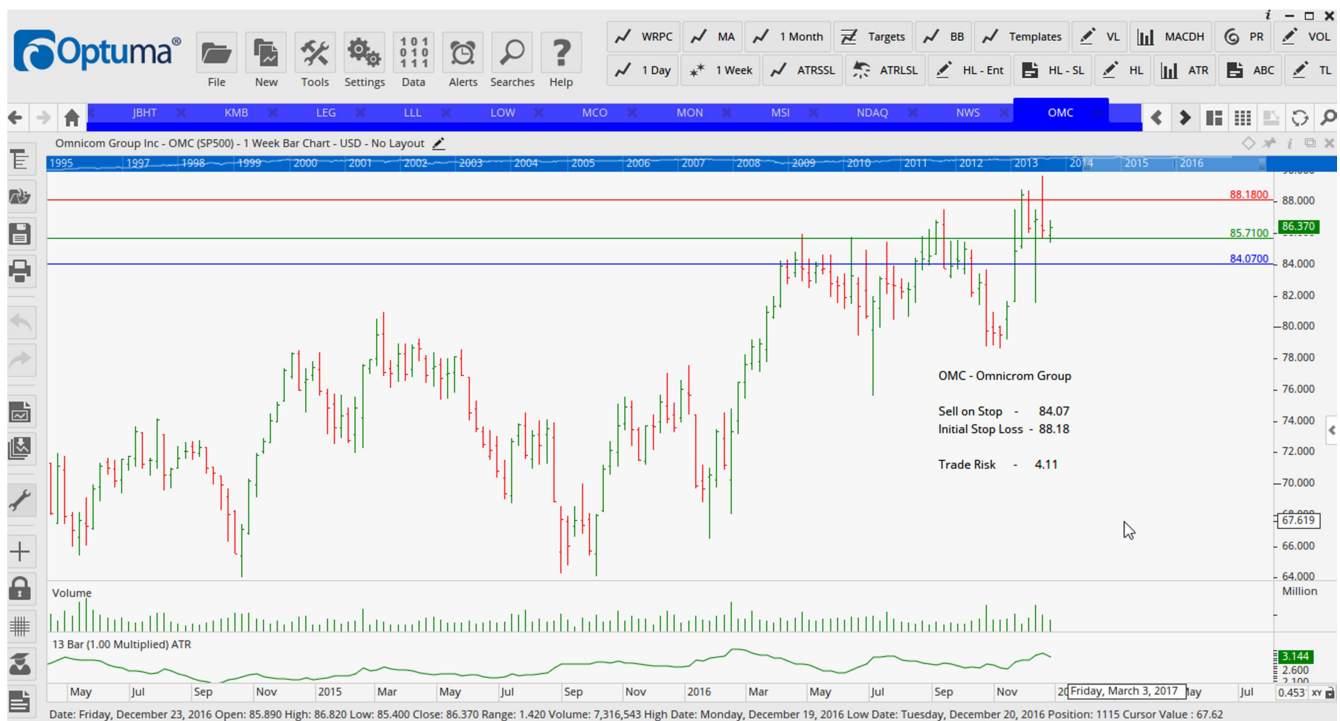 Optuma®
File
New
Tools
Settings
Data
Alerts
Searches
Help
WRPC
MA
1 Month
Targets
BB
Templates
VL
MACDH
PR
VOL
1 Day
1 Week
ATRSSL
ATRLSL
HL - Ent
HL - SL
HL
ATR
ABC
TL
JBHT
KMB
LEG
LLL
LOW
MCO
MON
MSI
NDAQ
NWS
OMC
Omnicom Group Inc - OMC (SP500) - 1 Week Bar Chart - USD - No Layout
1995 1997 1998 1999 2000 2001 2002 2003 2004 2005 2006 2007 2008 2009 2010 2011 2012 2013 2014 2015 2016
88.1800
88.000
86.370
85.7100
84.0700
84.000
82.000
80.000
78.000
76.000
74.000
72.000
70.000
67.619
66.000
64.000
OMC - Omnicrom Group
Sell on Stop - 84.07
Initial Stop Loss - 88.18
Trade Risk - 4.11
Volume
Million
13 Bar (1.00 Multiplied) ATR
3.144
2.600
2.100
May Jul Sep Nov 2015 Mar May Jul Sep Nov 2016 Mar May Jul Sep Nov Friday, March 3, 2017 Jul
0.453
XY
Date: Friday, December 23, 2016 Open: 85.890 High: 86.820 Low: 85.400 Close: 86.370 Range: 1.420 Volume: 7,316,543 High Date: Monday, December 19, 2016 Low Date: Tuesday, December 20, 2016 Position: 1115 Cursor Value : 67.62